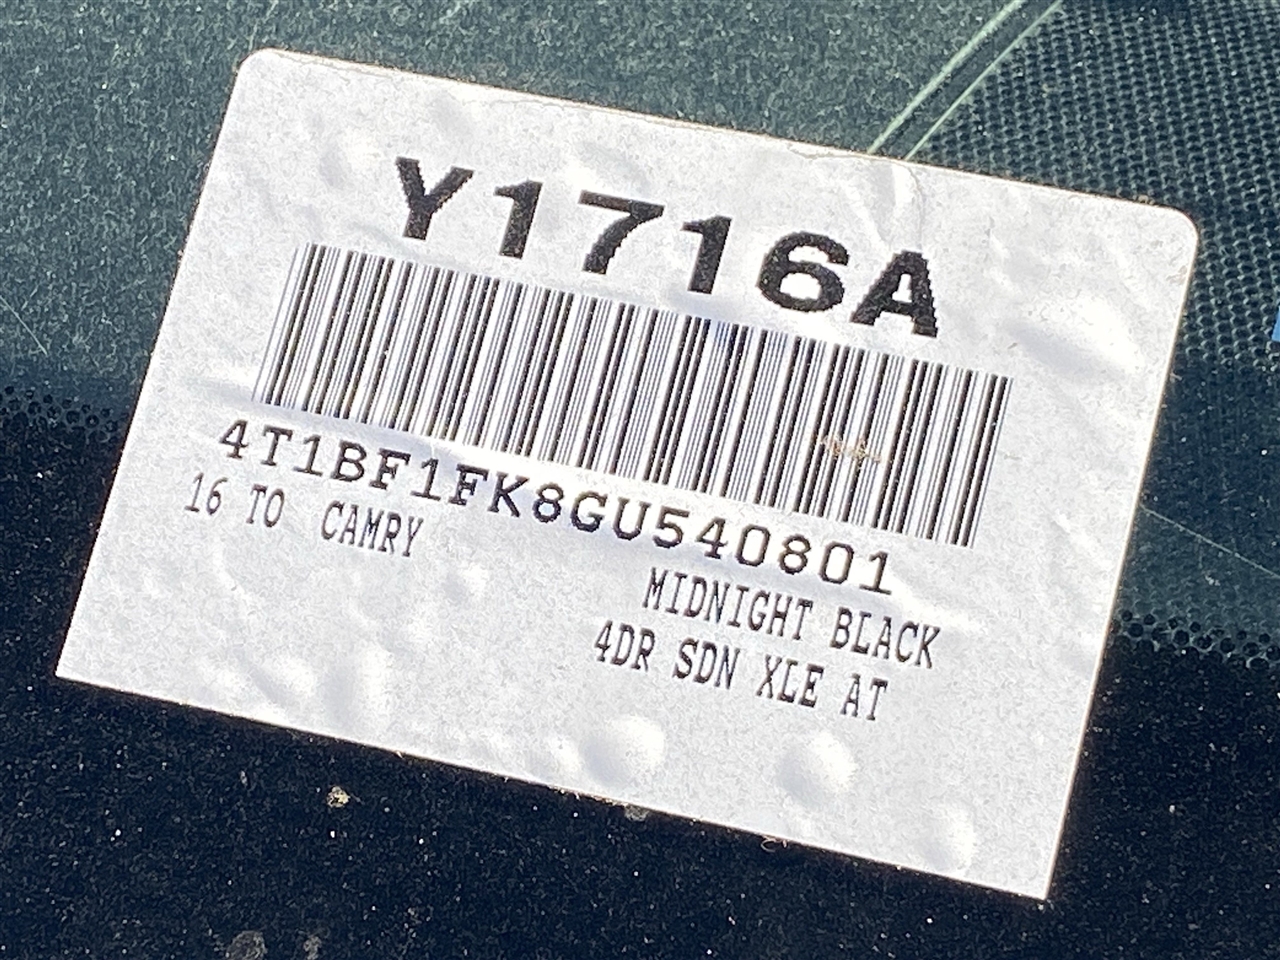 Y1716A
4T1BF1FK8GU540801
16 TO CAMRY
MIDNIGHT BLACK
4DR SDN XLE AT